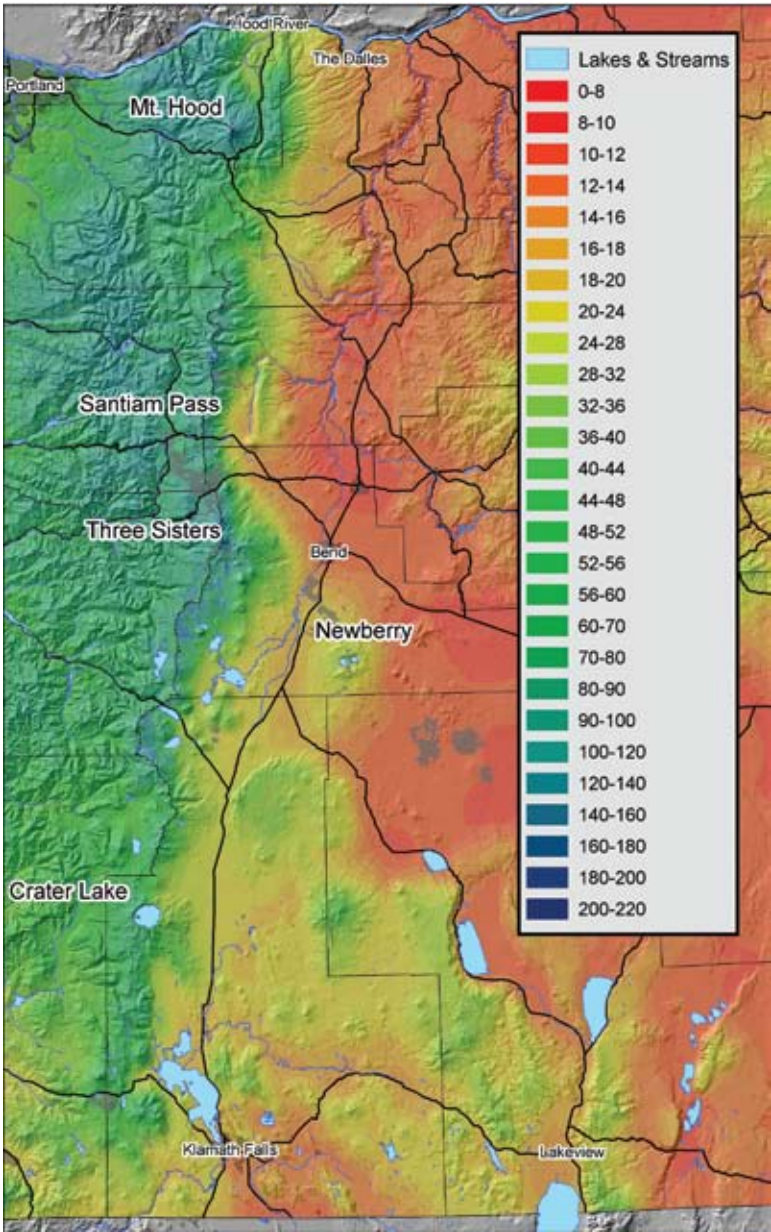 Hood River
The Dalles
Portland
Mt. Hood
Santiam Pass
Three Sisters
Bend
Newberry
Crater Lake
Klamath Falls
Lakeview
Lakes & Streams
0-8
8-10
10-12
12-14
14-16
16-18
18-20
20-24
24-28
28-32
32-36
36-40
40-44
44-48
48-52
52-56
56-60
60-70
70-80
80-90
90-100
100-120
120-140
140-160
160-180
180-200
200-220